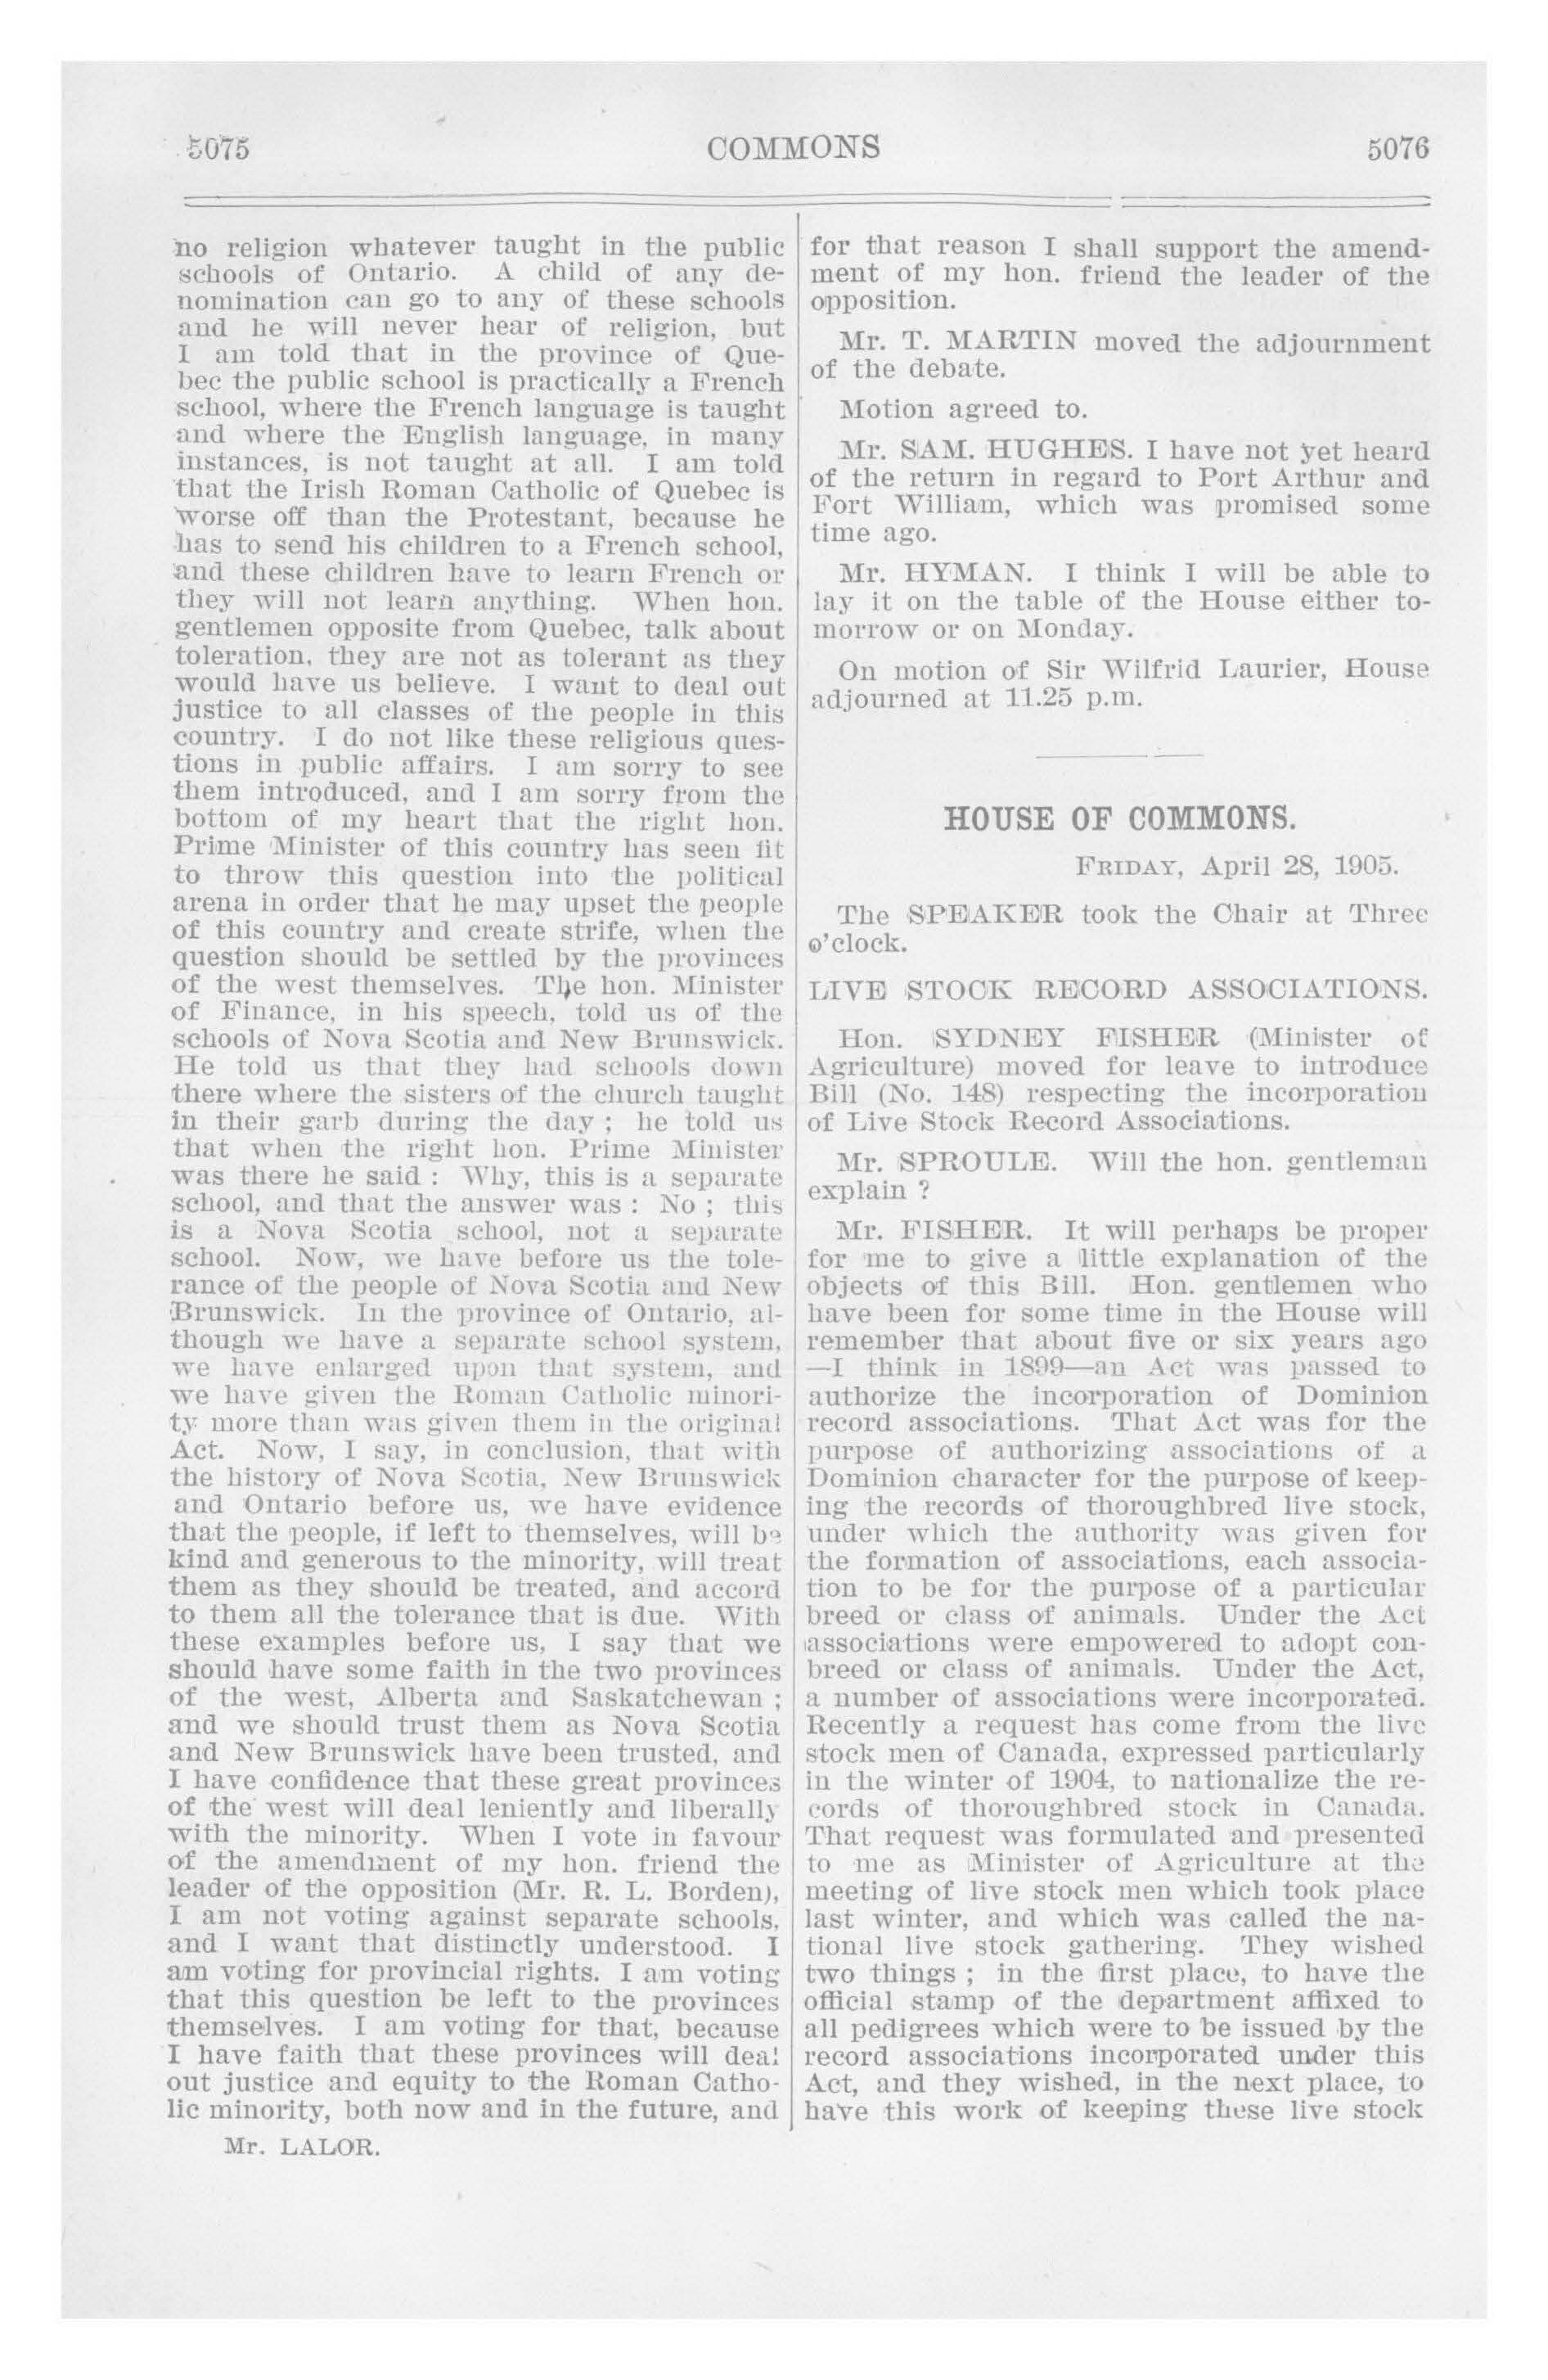 5075
COMMONS
5076
no religion whatever taught in the public
schools of Ontario. A child of any de-
nomination can go to any of these schools
and he will never hear of religion, but
I am told that in the province of Que-
bec the public school is practically a French
school, where the French language is taught
and where the English language, in many
instances, is not taught at all. I am told
that the Irish Roman Catholic of Quebec is
worse off than the Protestant, because he
has to send his children to a French school,
and these children have to learn French or
they will not learn anything. When hon.
gentlemen opposite from Quebec, talk about
toleration, they are not as tolerant as they
would have us believe. I want to deal out
justice to all classes of the people in this
country. I do not like these religious ques-
tions in public affairs. I am sorry to see
them introduced, and I am sorry from the
bottom of my heart that the right hon.
Prime Minister of this country has seen fit
to throw this question into the political
arena in order that he may upset the people
of this country and create strife, when the
question should be settled by the provinces
of the west themselves. The hon. Minister
of Finance, in his speech, told us of the
schools of Nova Scotia and New Brunswick.
He told us that they had schools down
there where the sisters of the church taught
in their garb during the day ; he told us
that when the right hon. Prime Minister
was there he said : Why, this is a separate
school, and that the answer was : No ; this
is a Nova Scotia school, not a separate
school. Now, we have before us the tole-
rance of the people of Nova Scotia and New
Brunswick. In the province of Ontario, al-
though we have a separate school system,
we have enlarged upon that system, and
we have given the Roman Catholic minori-
ty more than was given them in the original
Act. Now, I say, in conclusion, that with
the history of Nova Scotia, New Brunswick
and Ontario before us, we have evidence
that the people, if left to themselves, will be
kind and generous to the minority, will treat
them as they should be treated, and accord
to them all the tolerance that is due. With
these examples before us, I say that we
should have some faith in the two provinces
of the west, Alberta and Saskatchewan ;
and we should trust them as Nova Scotia
and New Brunswick have been trusted, and
I have confidence that these great provinces
of the west will deal leniently and liberally
with the minority. When I vote in favour
of the amendment of my hon. friend the
leader of the opposition (Mr. R. L. Borden),
I am not voting against separate schools,
and I want that distinctly understood. I
am voting for provincial rights. I am voting
that this question be left to the provinces
themselves. I am voting for that, because
I have faith that these provinces will deal
out justice and equity to the Roman Catho-
lic minority, both now and in the future, and
Mr. LALOR.
for that reason I shall support the amend-
ment of my hon. friend the leader of the
opposition.
Mr. T. MARTIN moved the adjournment
of the debate.
Motion agreed to.
Mr. SAM. HUGHES. I have not yet heard
of the return in regard to Port Arthur and
Fort William, which was promised some
time ago.
Mr. HYMAN. I think I will be able to
lay it on the table of the House either to-
morrow or on Monday.
On motion of Sir Wilfrid Laurier, House
adjourned at 11.25 p.m.
HOUSE OF COMMONS.
FRIDAY, April 28, 1905.
The SPEAKER took the Chair at Three
o'clock.
LIVE STOCK RECORD ASSOCIATIONS.
Hon. SYDNEY FISHER (Minister of
Agriculture) moved for leave to introduce
Bill (No. 148) respecting the incorporation
of Live Stock Record Associations.
Mr. SPROULE. Will the hon. gentleman
explain ?
Mr. FISHER. It will perhaps be proper
for me to give a little explanation of the
objects of this Bill. Hon. gentlemen who
have been for some time in the House will
remember that about five or six years ago
—I think in 1899—an Act was passed to
authorize the incorporation of Dominion
record associations. That Act was for the
purpose of authorizing associations of a
Dominion character for the purpose of keep-
ing the records of thoroughbred live stock,
under which the authority was given for
the formation of associations, each associa-
tion to be for the purpose of a particular
breed or class of animals. Under the Act
associations were empowered to adopt con-
breed or class of animals. Under the Act,
a number of associations were incorporated.
Recently a request has come from the live
stock men of Canada, expressed particularly
in the winter of 1904, to nationalize the re-
cords of thoroughbred stock in Canada.
That request was formulated and presented
to me as Minister of Agriculture at the
meeting of live stock men which took place
last winter, and which was called the na-
tional live stock gathering. They wished
two things ; in the first place, to have the
official stamp of the department affixed to
all pedigrees which were to be issued by the
record associations incorporated under this
Act, and they wished, in the next place, to
have this work of keeping these live stock